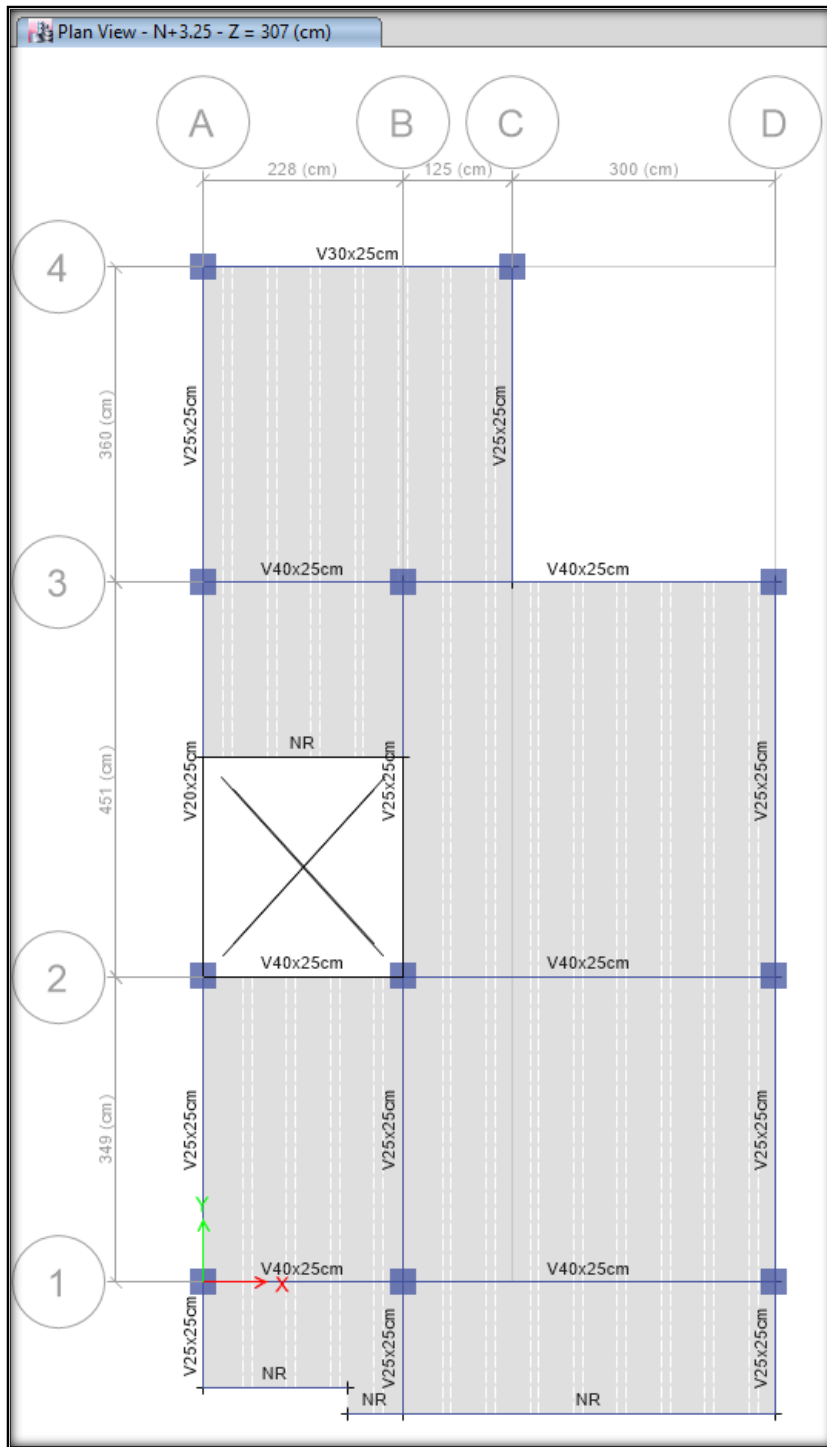 Plan View - N+3.25 - Z = 307 (cm)
A
B
C
D
228 (cm)
125 (cm)
300 (cm)
4
V30x25cm
360 (cm)
V25x25cm
V25x25cm
3
V40x25cm
V40x25cm
451 (cm)
NR
V20x25cm
V25x25cm
V25x25cm
2
V40x25cm
V40x25cm
349 (cm)
V25x25cm
V25x25cm
V25x25cm
Y
1
V40x25cm
V40x25cm
X
V25x25cm
V25x25cm
V25x25cm
NR
NR
NR